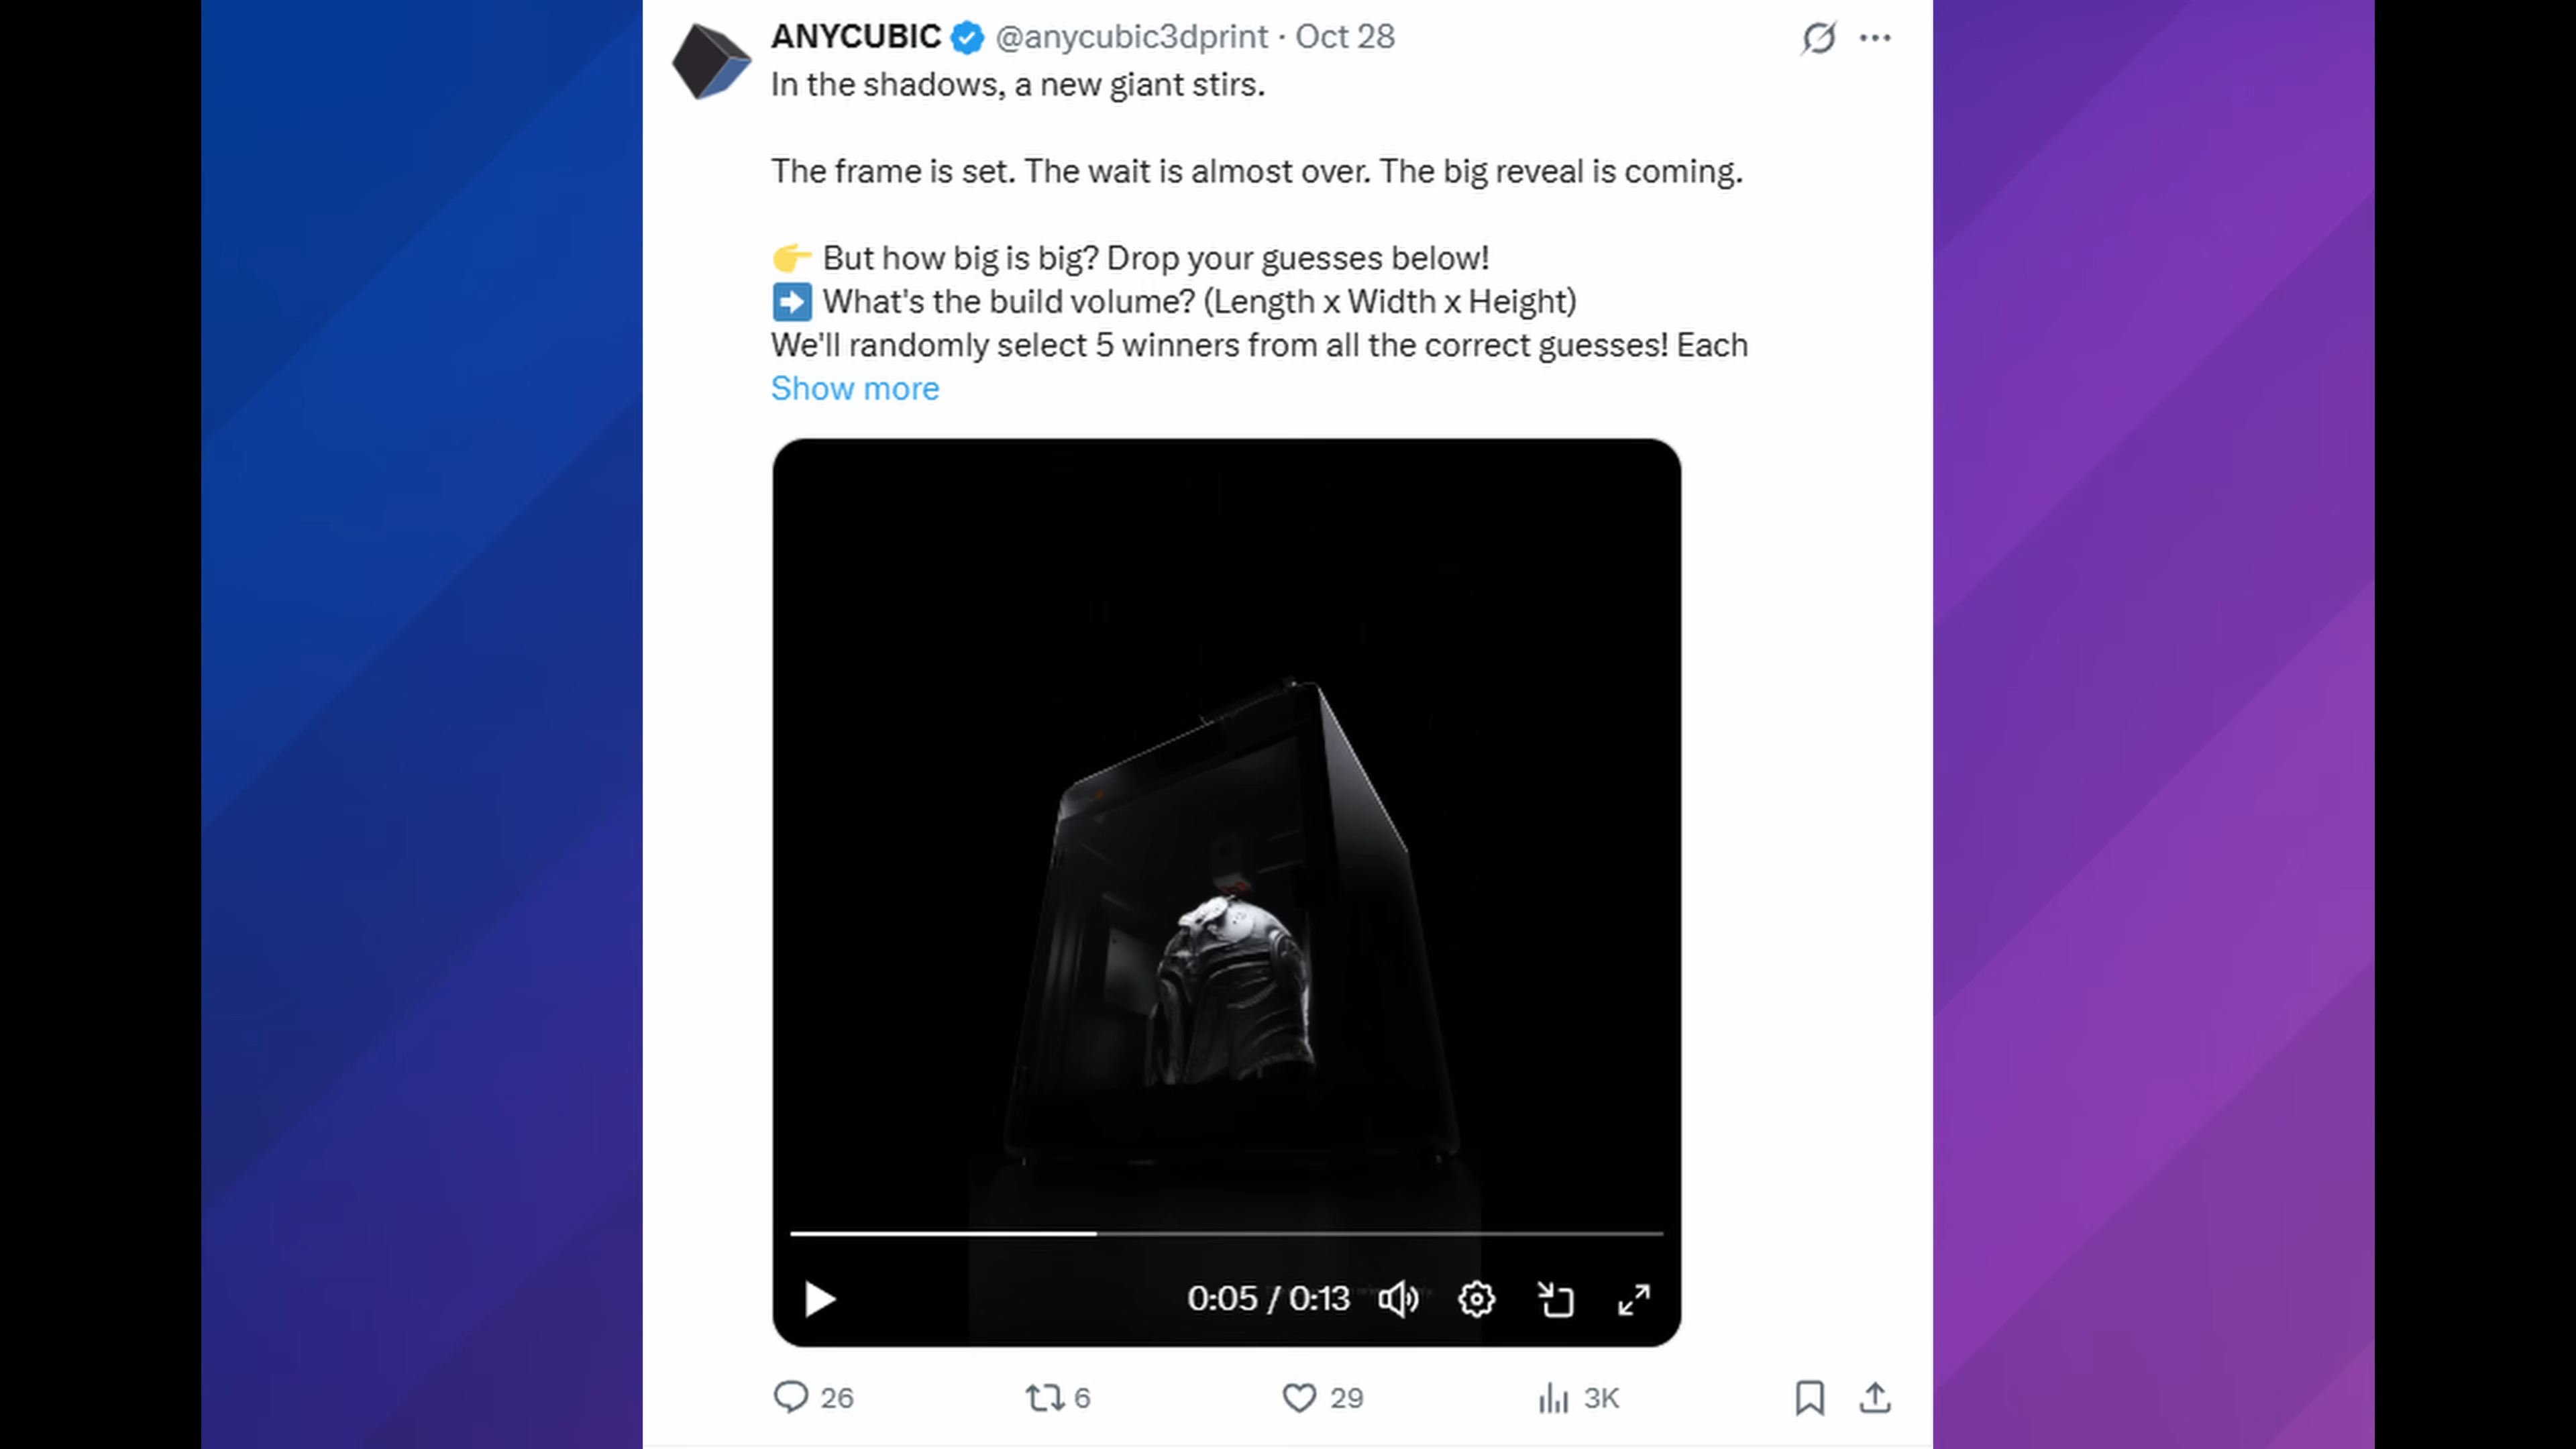 ANYCUBIC @anycubic3dprint · Oct 28
In the shadows, a new giant stirs.
The frame is set. The wait is almost over. The big reveal is coming.
👉 But how big is big? Drop your guesses below!
➡️ What's the build volume? (Length x Width x Height)
We'll randomly select 5 winners from all the correct guesses! Each
Show more
0:05 / 0:13
26 6 29 3K